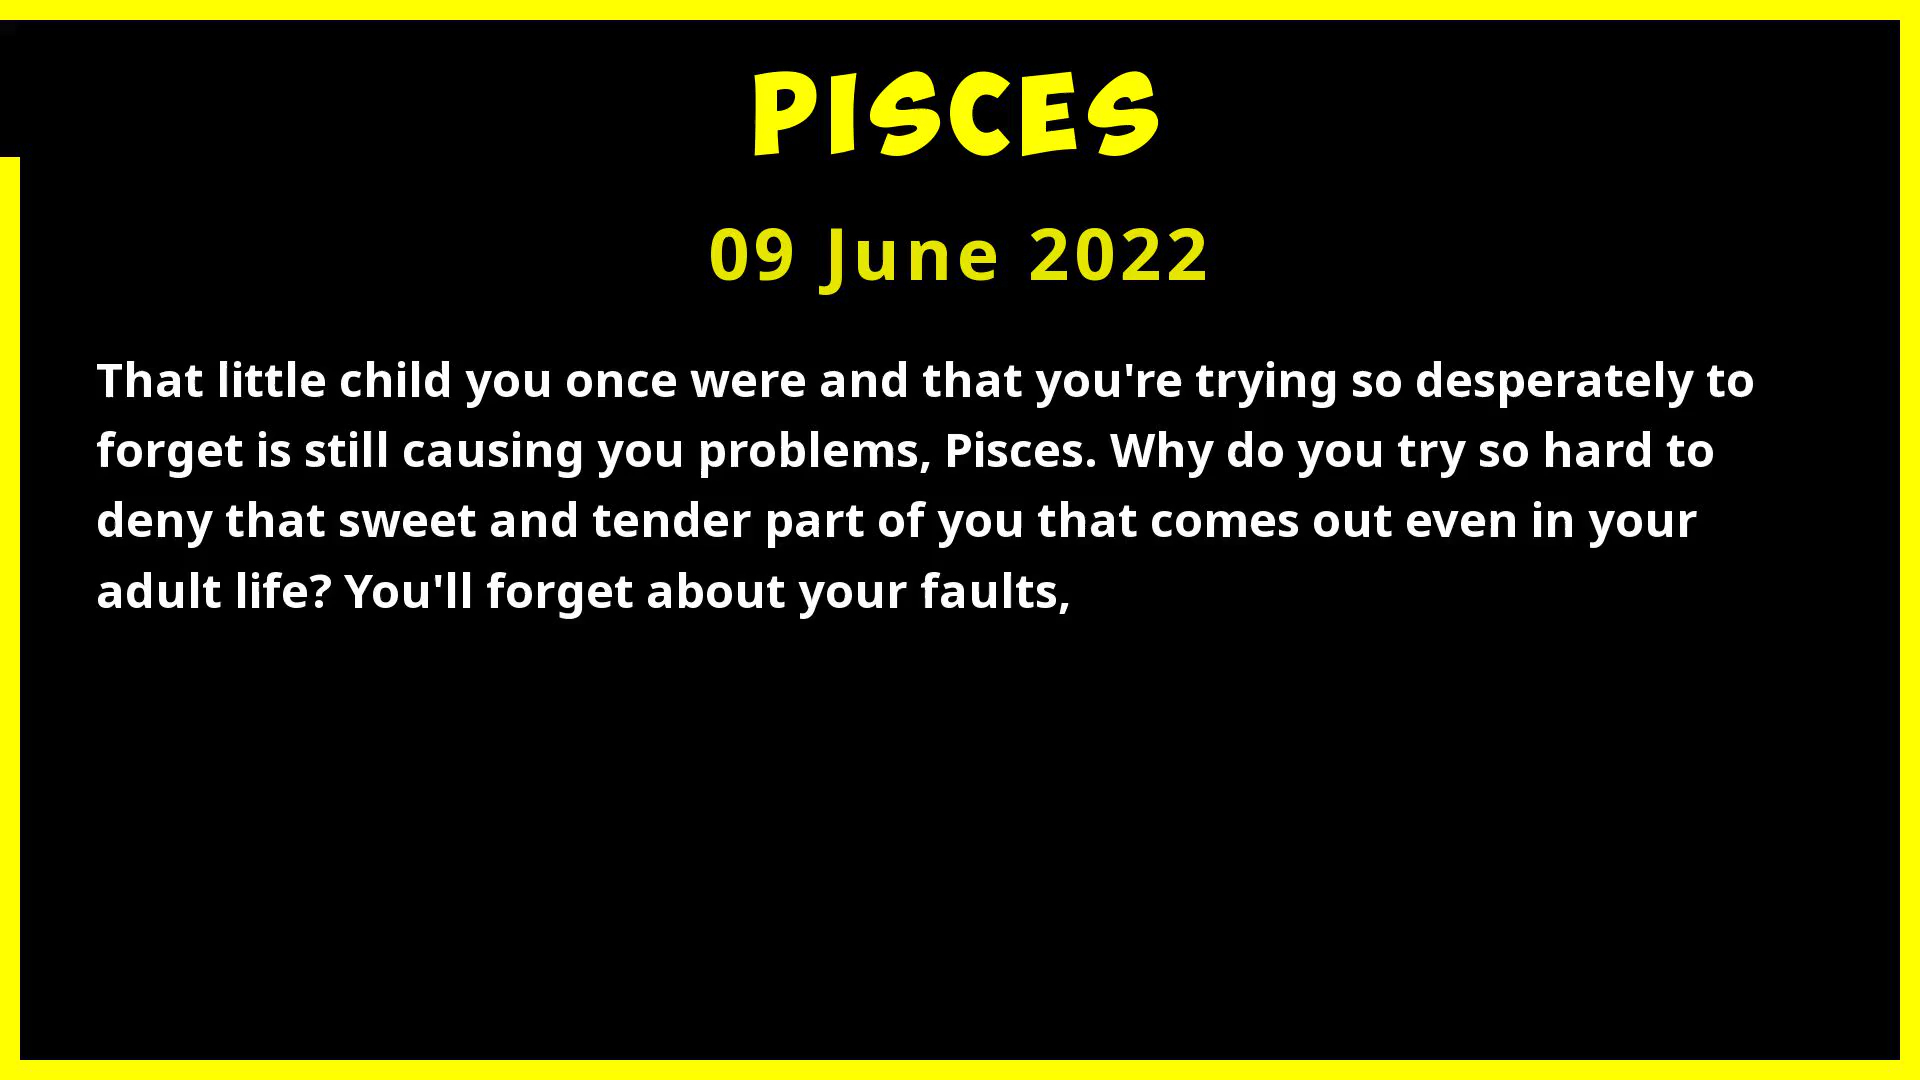 PISCES
09 June 2022
That little child you once were and that you're trying so desperately to
forget is still causing you problems, Pisces. Why do you try so hard to
deny that sweet and tender part of you that comes out even in your
adult life? You'll forget about your faults,